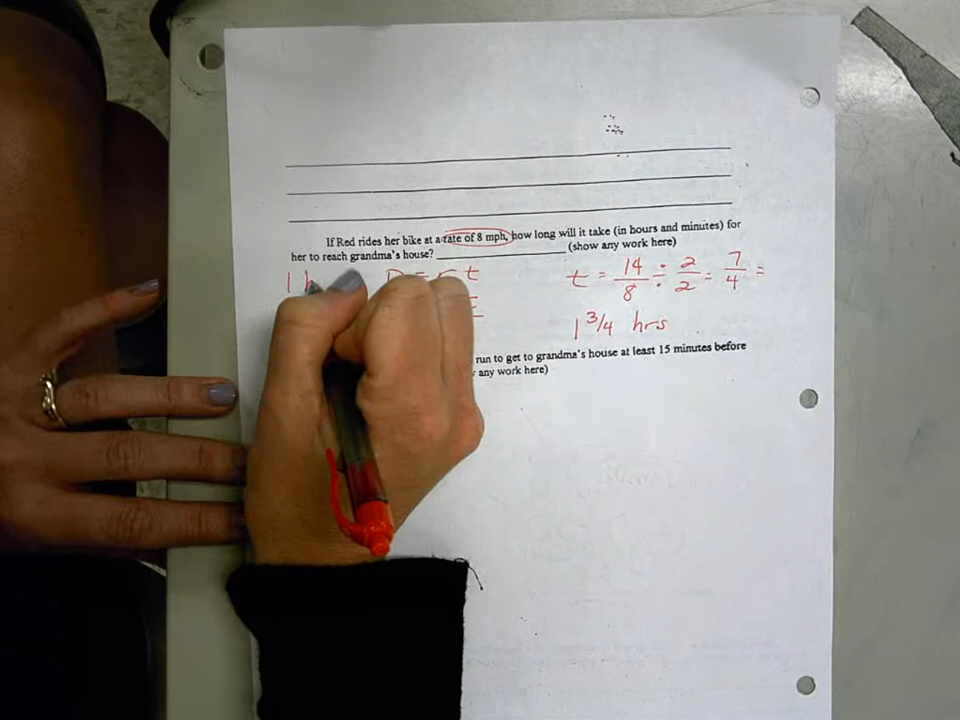 If Red rides her bike at a rate of 8 mph, how long will it take (in hours and minutes) for
her to reach grandma's house? ____________ (show any work here)
1 h D = r t t = 14/8 ÷ 2/2 = 7/4 =
1 3/4 hrs
run to get to grandma's house at least 15 minutes before
any work here)